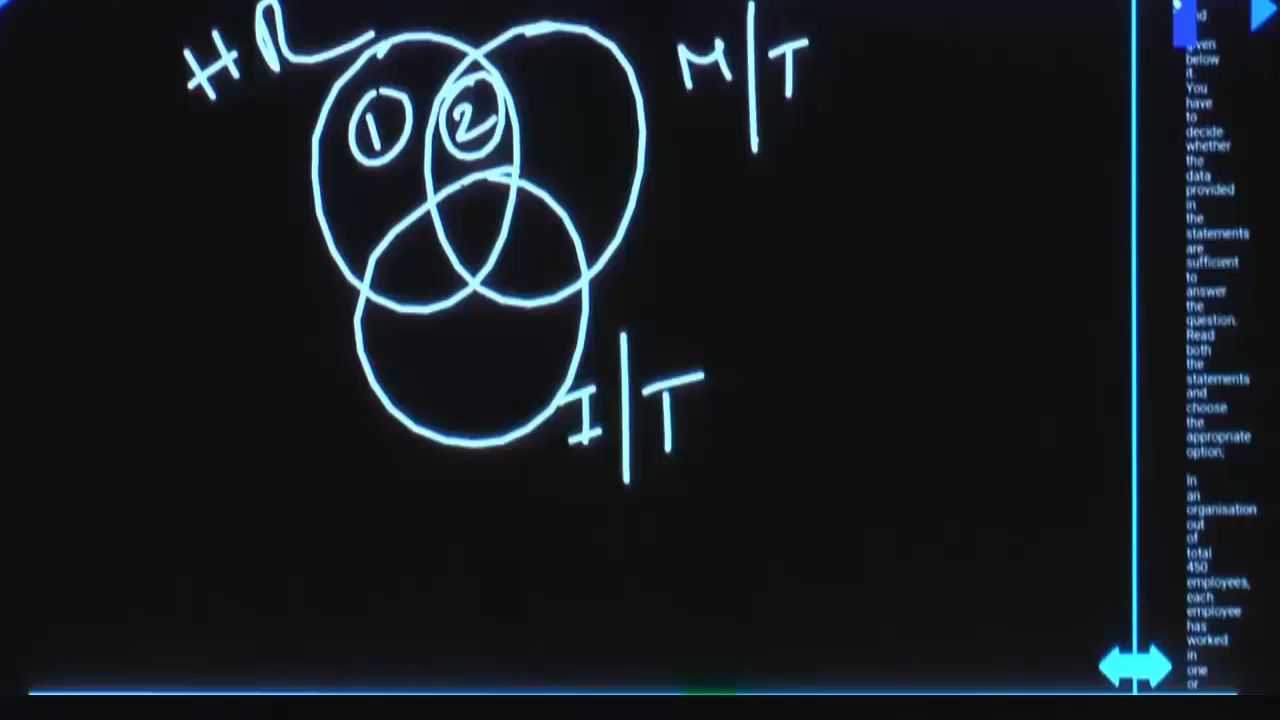 HR
M/T
1
2
I/T
given
below
it.
You
have
to
decide
whether
the
data
provided
in
the
statements
are
sufficient
to
answer
the
question.
Read
both
the
statements
and
choose
the
appropriate
option;
In
an
organisation
out
of
total
450
employees,
each
employee
has
worked
in
one
or